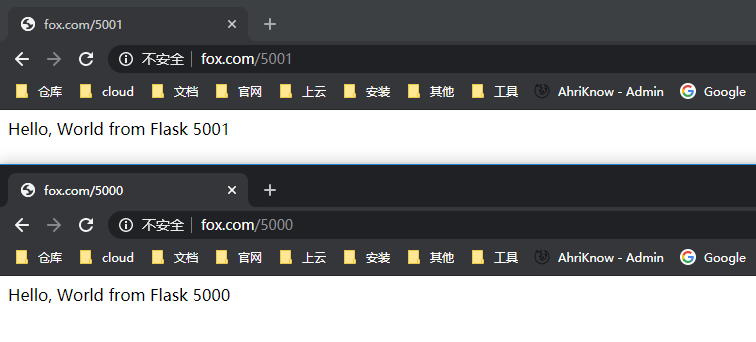 fox.com/5001
不安全 fox.com/5001
仓库 cloud 文档 官网 上云 安装 其他 工具 AhriKnow - Admin Google
Hello, World from Flask 5001
fox.com/5000
不安全 fox.com/5000
仓库 cloud 文档 官网 上云 安装 其他 工具 AhriKnow - Admin Google
Hello, World from Flask 5000